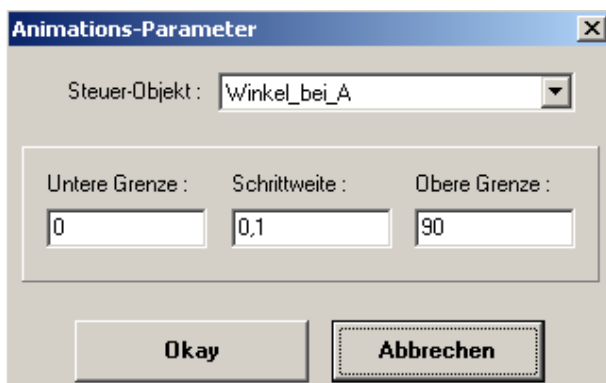 Animations-Parameter
Steuer-Objekt : Winkel_bei_A
Untere Grenze : Schrittweite : Obere Grenze :
0 0,1 90
Okay Abbrechen